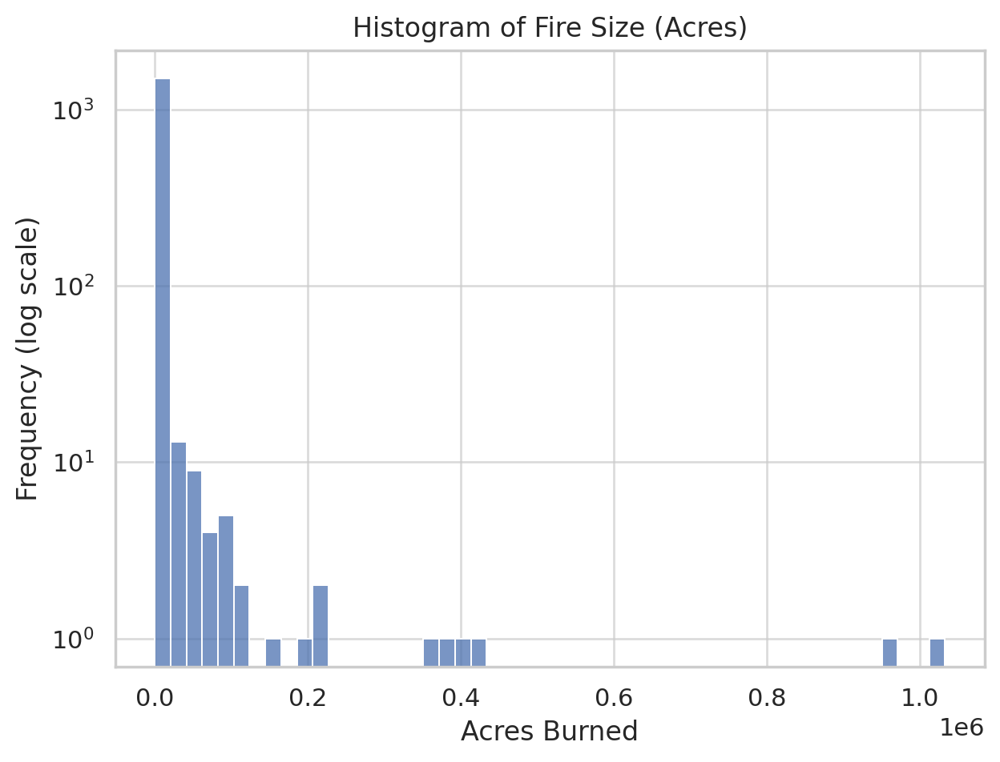 Histogram of Fire Size (Acres)
Frequency (log scale)
10³
10²
10¹
10⁰
0.0 0.2 0.4 0.6 0.8 1.0
1e6
Acres Burned